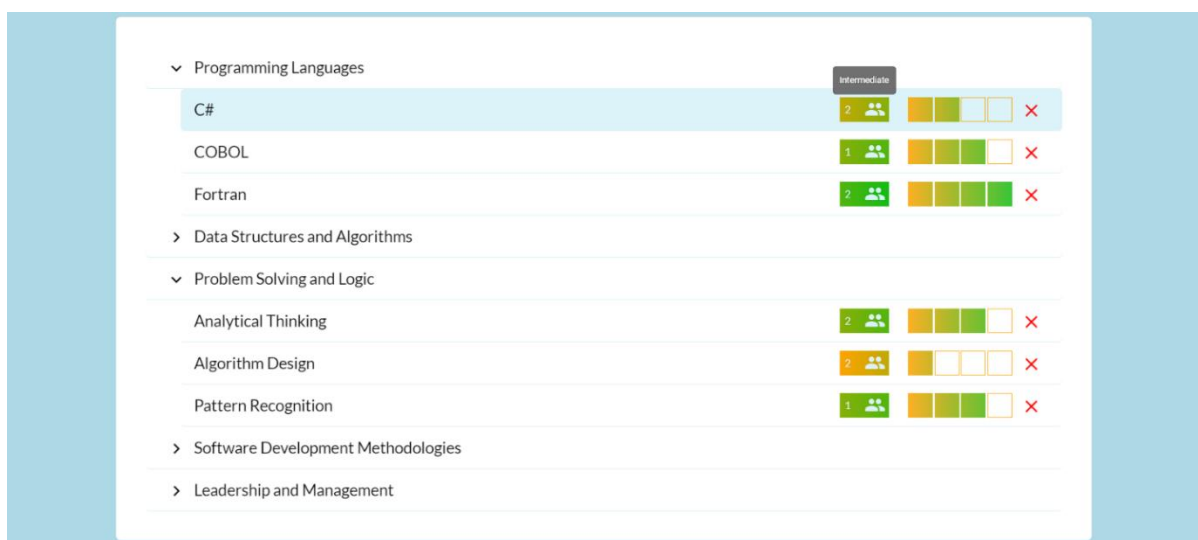 Programming Languages
Intermediate
C# 2
COBOL 1
Fortran 2
Data Structures and Algorithms
Problem Solving and Logic
Analytical Thinking 2
Algorithm Design 2
Pattern Recognition 1
Software Development Methodologies
Leadership and Management